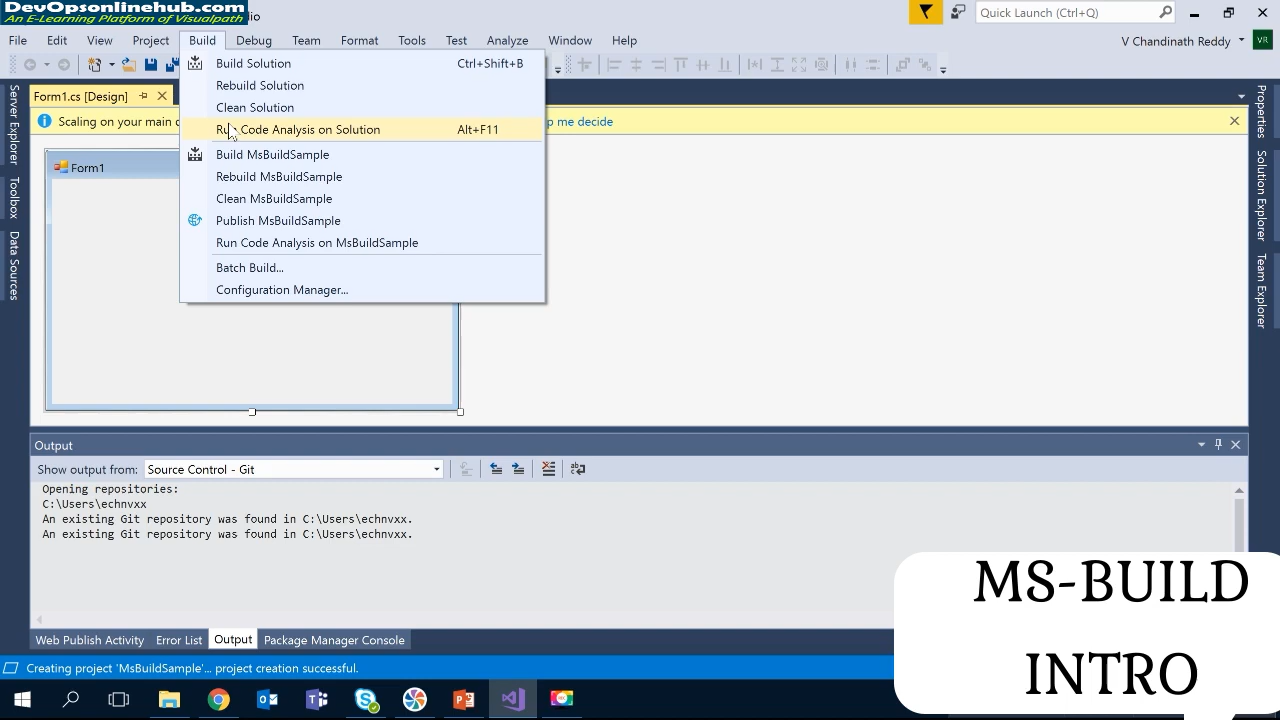 DevOpsonlinehub.com
An E-Learning Platform of Visualpath
io
Quick Launch (Ctrl+Q)
File Edit View Project Build Debug Team Format Tools Test Analyze Window Help
V Chandinath Reddy
VR
Build Solution Ctrl+Shift+B
Rebuild Solution
Clean Solution
Run Code Analysis on Solution Alt+F11
Build MsBuildSample
Rebuild MsBuildSample
Clean MsBuildSample
Publish MsBuildSample
Run Code Analysis on MsBuildSample
Batch Build...
Configuration Manager...
Form1.cs [Design]
Scaling on your main p me decide
Form1
Server Explorer
Toolbox
Data Sources
Properties
Solution Explorer
Team Explorer
Output
Show output from: Source Control - Git
Opening repositories:
C:\Users\echnvxx
An existing Git repository was found in C:\Users\echnvxx.
An existing Git repository was found in C:\Users\echnvxx.
Web Publish Activity Error List Output Package Manager Console
Creating project 'MsBuildSample'... project creation successful.
MS-BUILD
INTRO